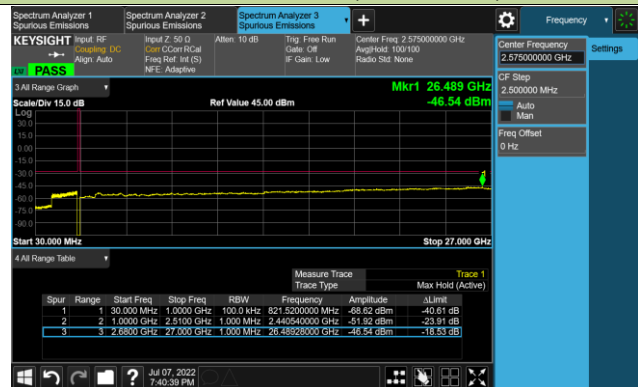 Spectrum Analyzer 1
Spurious Emissions
Spectrum Analyzer 2
Spurious Emissions
Spectrum Analyzer 3
Spurious Emissions
Frequency
KEYSIGHT
Input: RF
Coupling: DC
Align: Auto
Input Z: 50 Ω
Corr CCorr RCal
Freq Ref: Int (S)
NFE: Adaptive
Atten: 10 dB
Trig: Free Run
Gate: Off
IF Gain: Low
Center Freq: 2.575000000 GHz
Avg|Hold: 100/100
Radio Std: None
PASS
Center Frequency
2.575000000 GHz
Settings
CF Step
2.500000 MHz
Auto
Man
Freq Offset
0 Hz
3 All Range Graph
Mkr1 26.489 GHz
Scale/Div 15.0 dB
Ref Value 45.00 dBm
-46.54 dBm
Log
30.0
15.0
0.00
-15.0
-30.0
-45.0
-60.0
-75.0
-90.0
1
Start 30.000 MHz
Stop 27.000 GHz
4 All Range Table
Measure Trace Trace 1
Trace Type Max Hold (Active)
Spur Range Start Freq Stop Freq RBW Frequency Amplitude ΔLimit
1 1 30.000 MHz 1.0000 GHz 100.0 kHz 821.5200000 MHz -68.62 dBm -40.61 dB
2 2 1.0000 GHz 2.5100 GHz 1.000 MHz 2.440540000 GHz -51.92 dBm -23.91 dB
3 3 2.6800 GHz 27.000 GHz 1.000 MHz 26.48928000 GHz -46.54 dBm -18.53 dB
Jul 07, 2022
7:40:39 PM